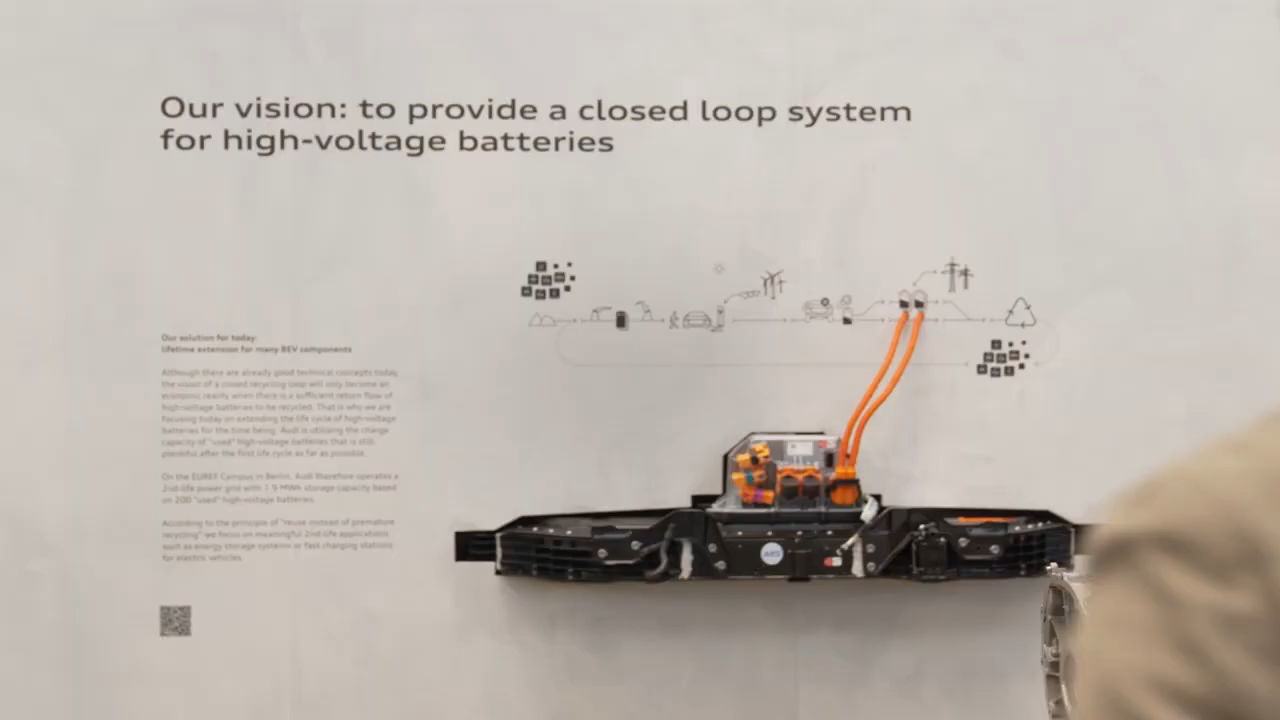 Our vision: to provide a closed loop system
for high-voltage batteries
Our solution for today:
lifetime extension for many BEV components
Although there are already good technical concepts today,
the vision of a closed recycling loop will only become an
economic reality when there is a sufficient return flow of
high-voltage batteries to be recycled. That is why we are
focusing today on extending the life cycle of high-voltage
batteries for the time being. Audi is utilising the charge
capacity of "used" high-voltage batteries that is still
plentiful after the first life cycle as far as possible.
On the EUREF Campus in Berlin, Audi therefore operates a
2nd-life power grid with 1.9 MWh storage capacity based
on 200 "used" high-voltage batteries.
According to the principle of "reuse instead of premature
recycling" we focus on meaningful 2nd-life applications
such as energy storage systems or fast charging stations
for electric vehicles.